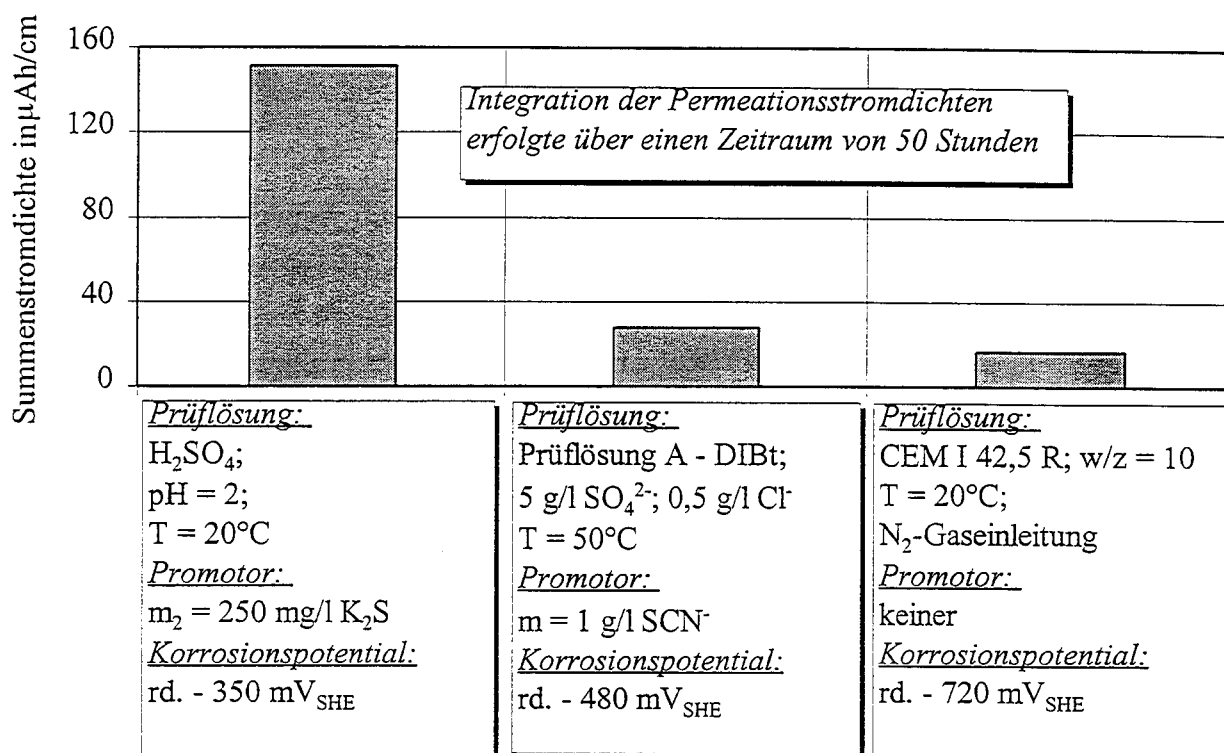 Summenstromdichte in µAh/cm
160
120
80
40
0
Integration der Permeationsstromdichten
erfolgte über einen Zeitraum von 50 Stunden
Prüflösung:
H₂SO₄;
pH = 2;
T = 20°C
Promotor:
m₂ = 250 mg/l K₂S
Korrosionspotential:
rd. - 350 mV_SHE
Prüflösung:
Prüflösung A - DIBt;
5 g/l SO₄²⁻; 0,5 g/l Cl⁻
T = 50°C
Promotor:
m = 1 g/l SCN⁻
Korrosionspotential:
rd. - 480 mV_SHE
Prüflösung:
CEM I 42,5 R; w/z = 10
T = 20°C;
N₂-Gaseinleitung
Promotor:
keiner
Korrosionspotential:
rd. - 720 mV_SHE